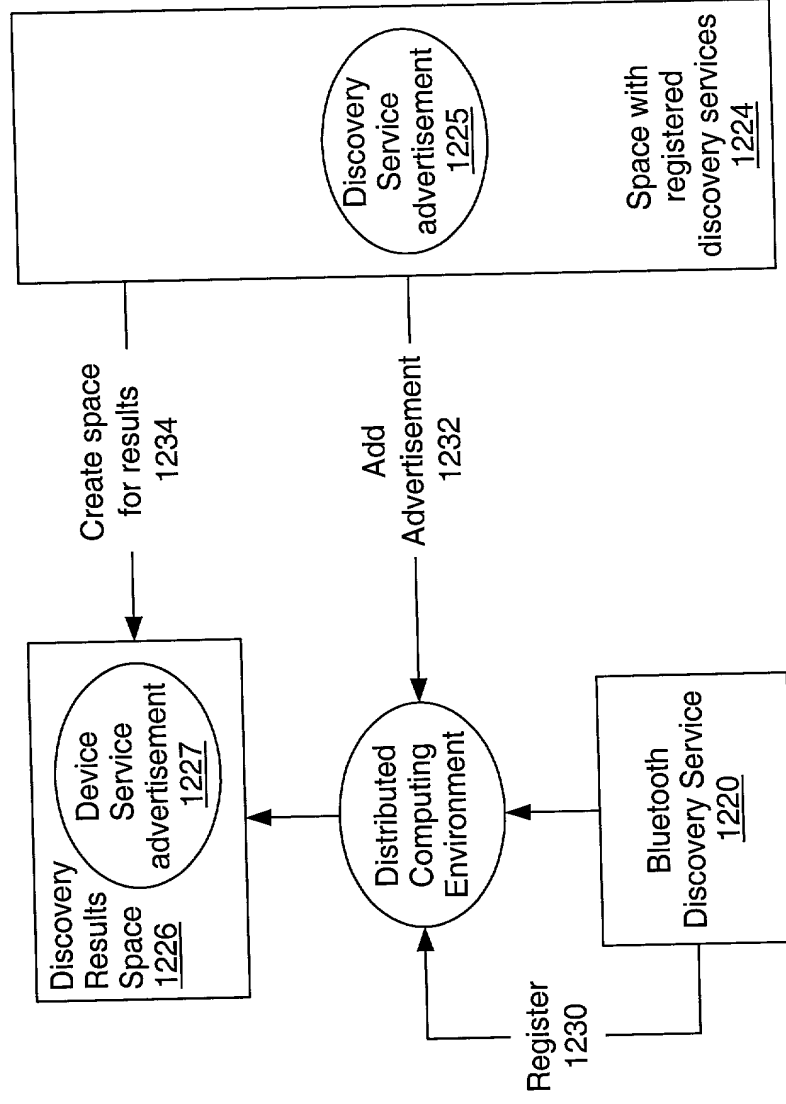 Discovery
Results
Space
1226
Device
Service
advertisement
1227
Create space
for results
1234
Discovery
Service
advertisement
1225
Space with
registered
discovery services
1224
Distributed
Computing
Environment
Add
Advertisement
1232
Register
1230
Bluetooth
Discovery Service
1220